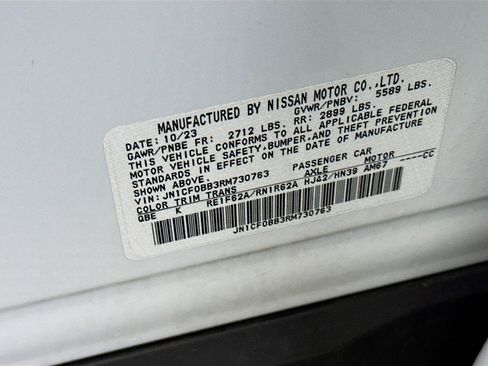 MANUFACTURED BY NISSAN MOTOR CO.,LTD.
DATE: 10/23 GVWR/PNBV: 5589 LBS.
GAWR/PNBE FR: 2712 LBS. RR: 2899 LBS.
THIS VEHICLE CONFORMS TO ALL APPLICABLE FEDERAL
MOTOR VEHICLE SAFETY,BUMPER,AND THEFT PREVENTION
STANDARDS IN EFFECT ON THE DATE OF MANUFACTURE
SHOWN ABOVE.
VIN: JN1CF0BB3RM730763 PASSENGER CAR
COLOR TRIM TRANS AXLE MOTOR -----CC
QBE K RE1F62A/RN1R62A HJ42/HN39 AM67
JN1CF0BB3RM730763